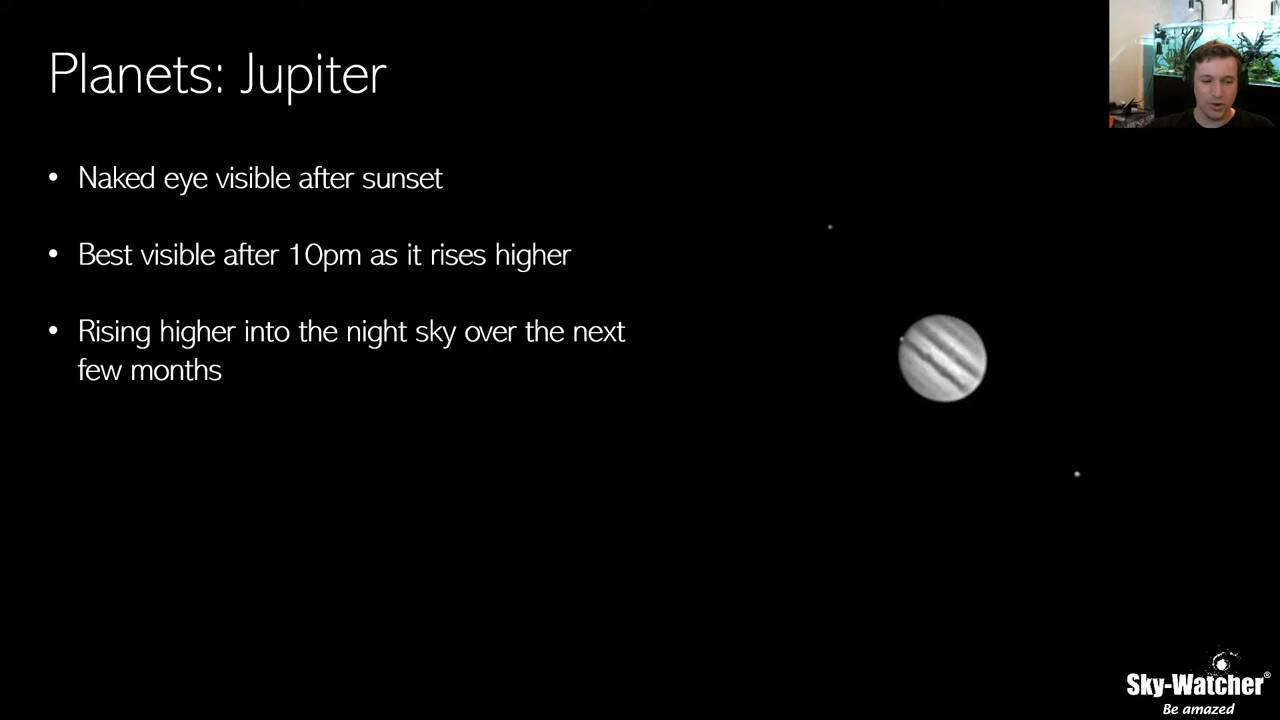 Planets: Jupiter
• Naked eye visible after sunset
• Best visible after 10pm as it rises higher
• Rising higher into the night sky over the next
few months
Sky-Watcher®
Be amazed